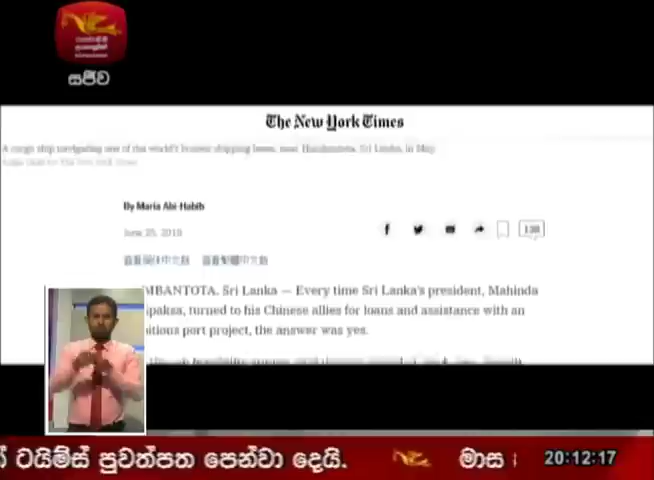 සජීව
The New York Times
A cargo ship navigating one of the world's busiest shipping lanes, near Hambantota, Sri Lanka, in May.
By Maria Abi-Habib
June 25, 2018
138
MBANTOTA, Sri Lanka — Every time Sri Lanka's president, Mahinda
ipaksa, turned to his Chinese allies for loans and assistance with an
bitious port project, the answer was yes.
ටයිම්ස් පුවත්පත පෙන්වා දෙයි.
මාස
20:12:17